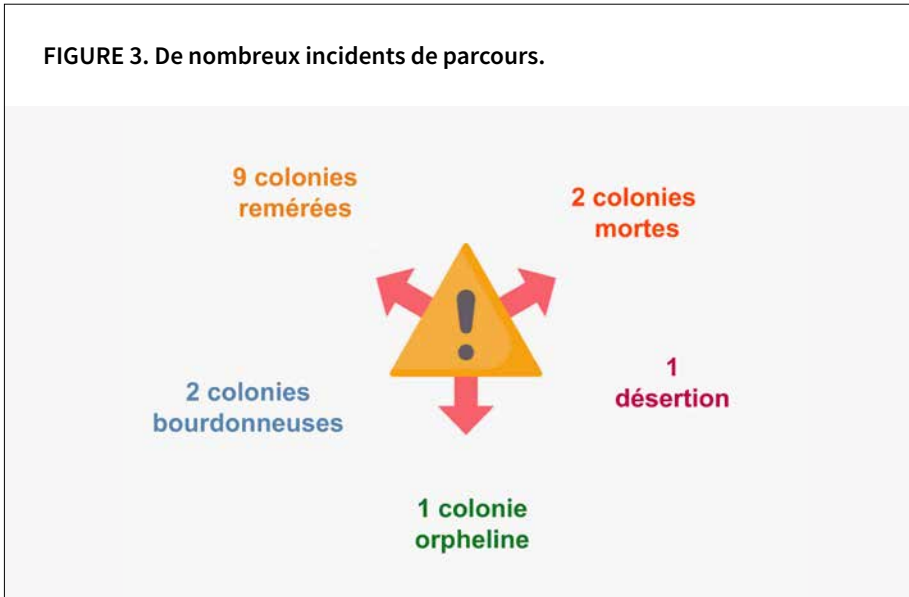 FIGURE 3. De nombreux incidents de parcours.
9 colonies
remérées
2 colonies
mortes
2 colonies
bourdonneuses
1
désertion
1 colonie
orpheline